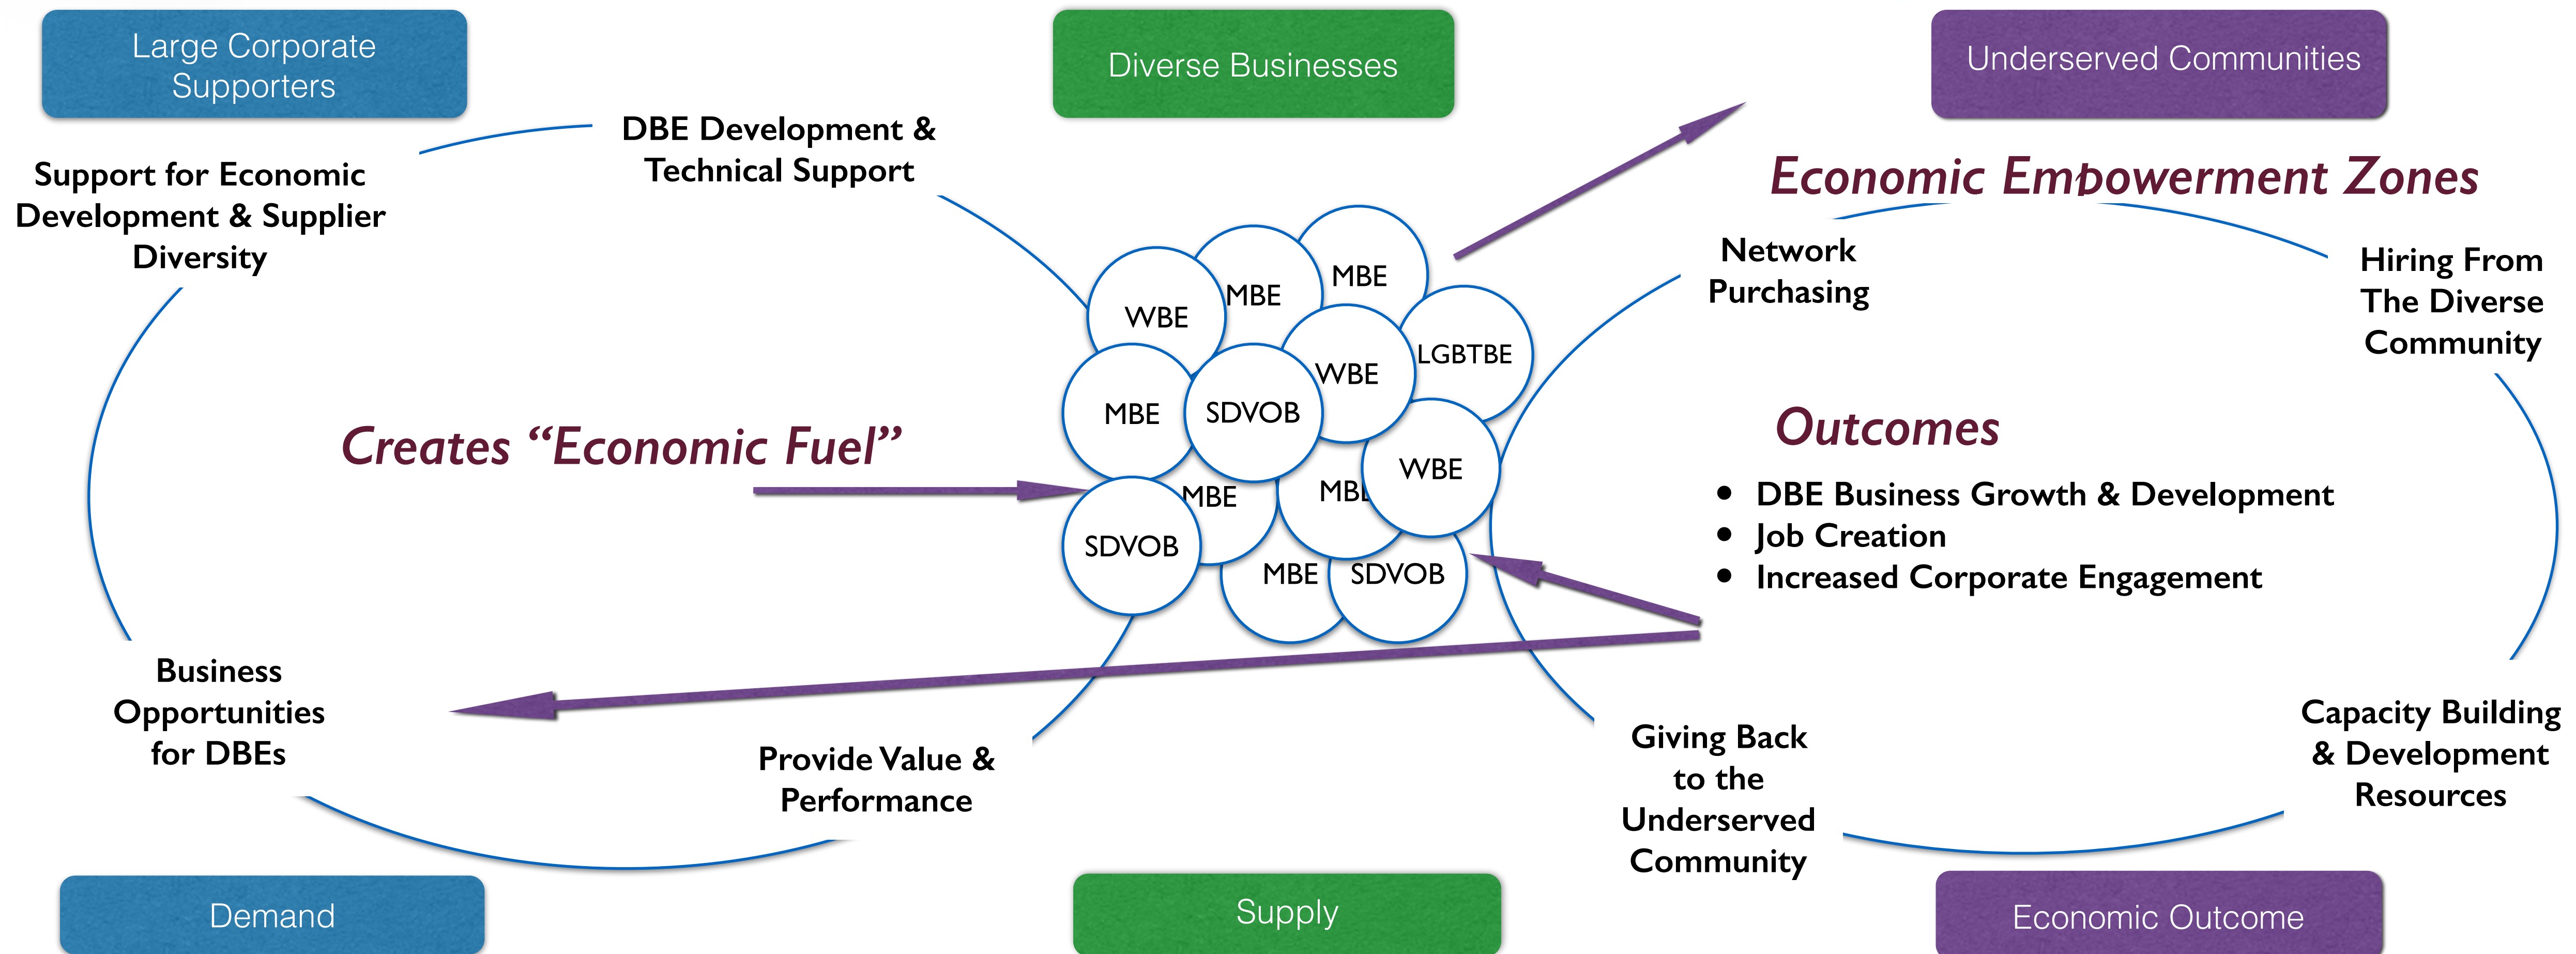 Large Corporate
Supporters
Diverse Businesses
Underserved Communities
Support for Economic
Development & Supplier
Diversity
DBE Development &
Technical Support
Economic Empowerment Zones
Network
Purchasing
Hiring From
The Diverse
Community
Creates “Economic Fuel”
WBE
MBE
MBE
LGBTBE
WBE
MBE
SDVOB
WBE
MBE
MBE
SDVOB
MBE
SDVOB
Outcomes
• DBE Business Growth & Development
• Job Creation
• Increased Corporate Engagement
Business
Opportunities
for DBEs
Provide Value &
Performance
Giving Back
to the
Underserved
Community
Capacity Building
& Development
Resources
Demand
Supply
Economic Outcome